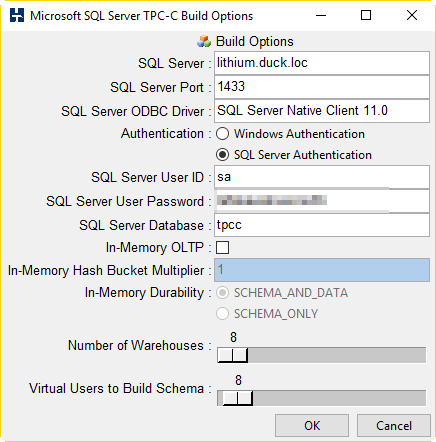 Microsoft SQL Server TPC-C Build Options
Build Options
SQL Server : lithium.duck.loc
SQL Server Port : 1433
SQL Server ODBC Driver : SQL Server Native Client 11.0
Authentication : Windows Authentication
SQL Server Authentication
SQL Server User ID : sa
SQL Server User Password :
SQL Server Database : tpcc
In-Memory OLTP :
In-Memory Hash Bucket Multiplier : 1
In-Memory Durability : SCHEMA_AND_DATA
SCHEMA_ONLY
8
Number of Warehouses :
8
Virtual Users to Build Schema :
OK Cancel